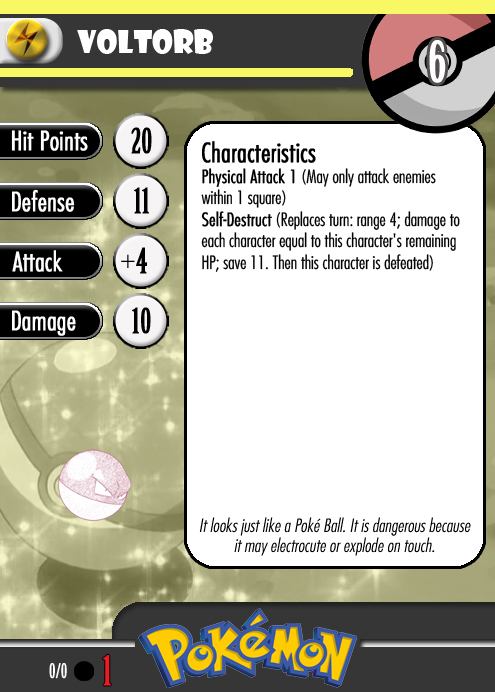 VOLTORB
6
Hit Points 20
Defense 11
Attack +4
Damage 10
Characteristics
Physical Attack 1 (May only attack enemies
within 1 square)
Self-Destruct (Replaces turn: range 4; damage to
each character equal to this character's remaining
HP; save 11. Then this character is defeated)
It looks just like a Poké Ball. It is dangerous because
it may electrocute or explode on touch.
0/0 1
POKéMON